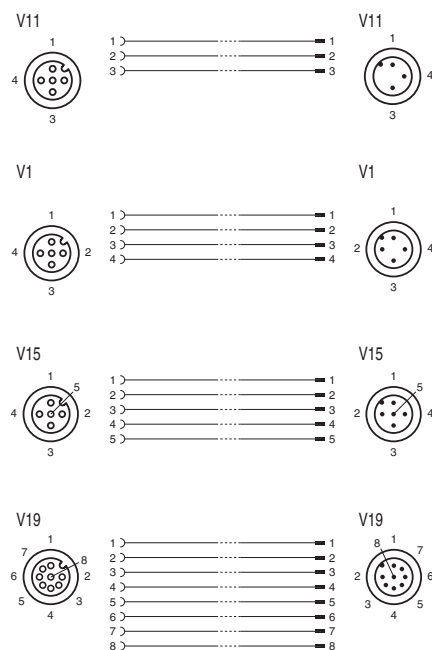 V11 V11
1 1 1 1
2 2
4 3 3 4
3 3
V1 V1
1 1 1 1
2 2
4 2 3 3 2 4
4 4
3 3
V15 V15
1 1 1 1
5 2 2 5
4 2 3 3 2 4
4 4
3 5 5 3
V19 V19
1 1 1 1
7 8 2 2 8 7
3 3
6 2 4 4 2 6
5 3 5 5 3 5
4 6 6 4
7 7
8 8